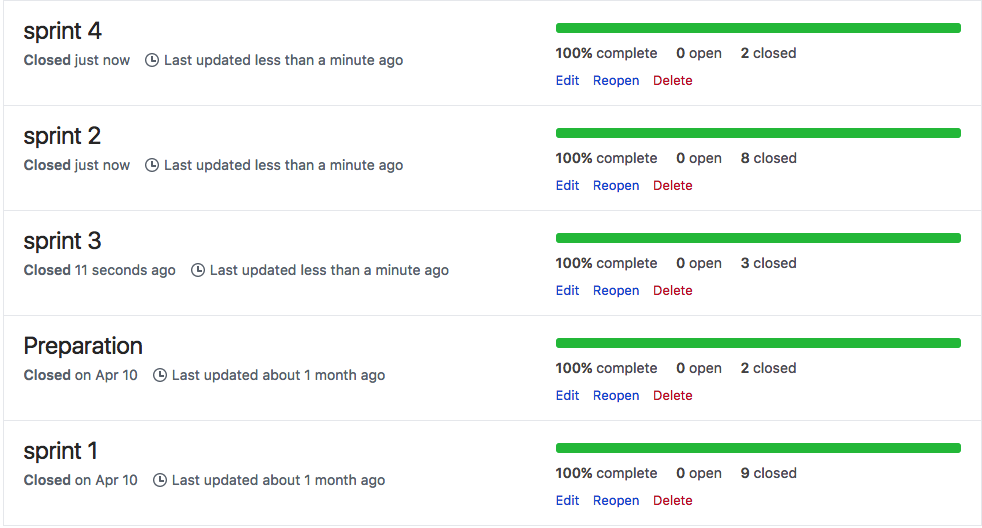 sprint 4
Closed just now Last updated less than a minute ago
100% complete 0 open 2 closed
Edit Reopen Delete
sprint 2
Closed just now Last updated less than a minute ago
100% complete 0 open 8 closed
Edit Reopen Delete
sprint 3
Closed 11 seconds ago Last updated less than a minute ago
100% complete 0 open 3 closed
Edit Reopen Delete
Preparation
Closed on Apr 10 Last updated about 1 month ago
100% complete 0 open 2 closed
Edit Reopen Delete
sprint 1
Closed on Apr 10 Last updated about 1 month ago
100% complete 0 open 9 closed
Edit Reopen Delete